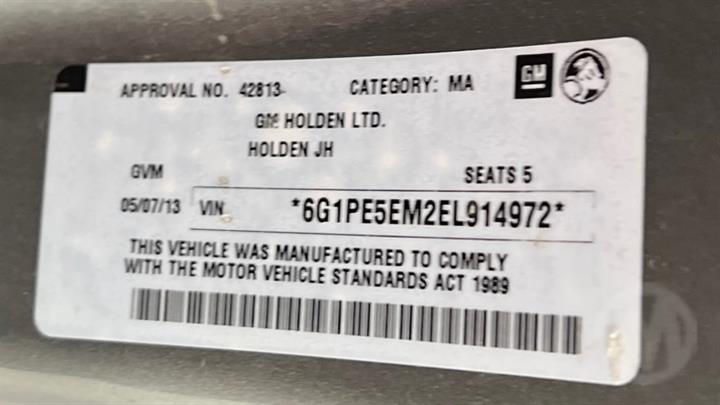 APPROVAL NO. 42813 CATEGORY: MA GM
GM HOLDEN LTD.
HOLDEN JH
GVM SEATS 5
05/07/13 VIN *6G1PE5EM2EL914972*
THIS VEHICLE WAS MANUFACTURED TO COMPLY
WITH THE MOTOR VEHICLE STANDARDS ACT 1989